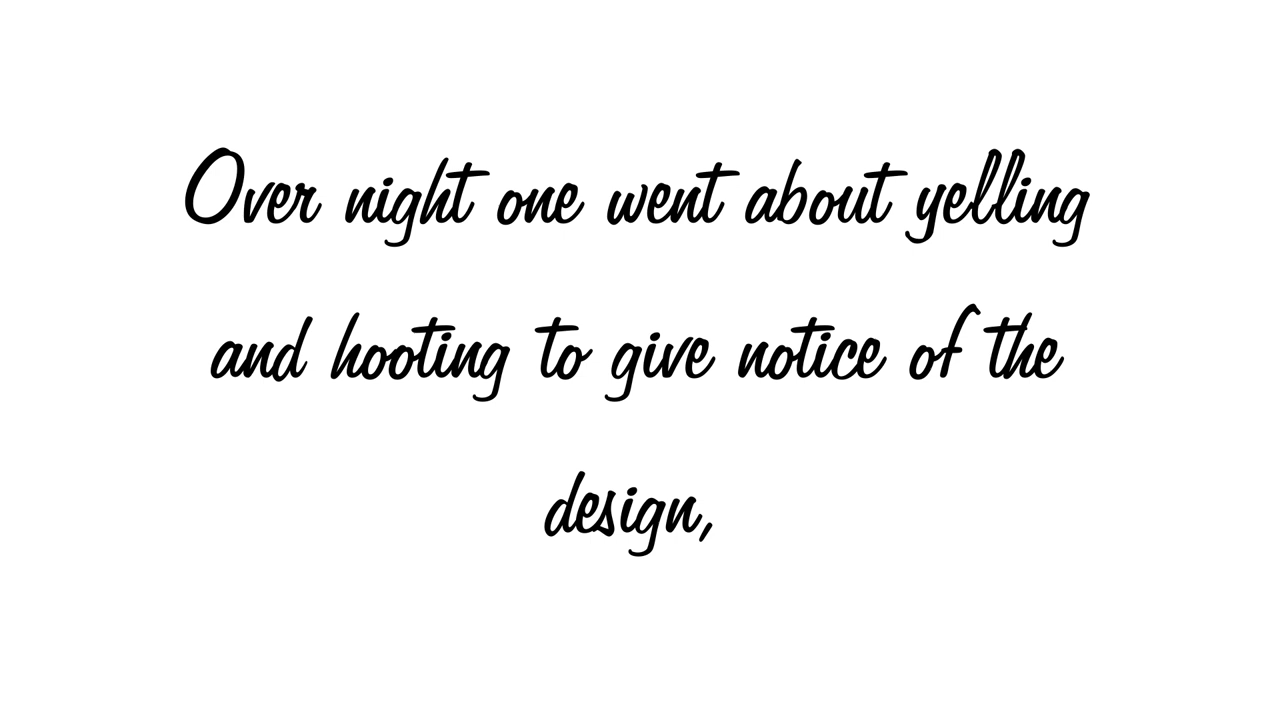 Over night one went about yelling
and hooting to give notice of the
design,